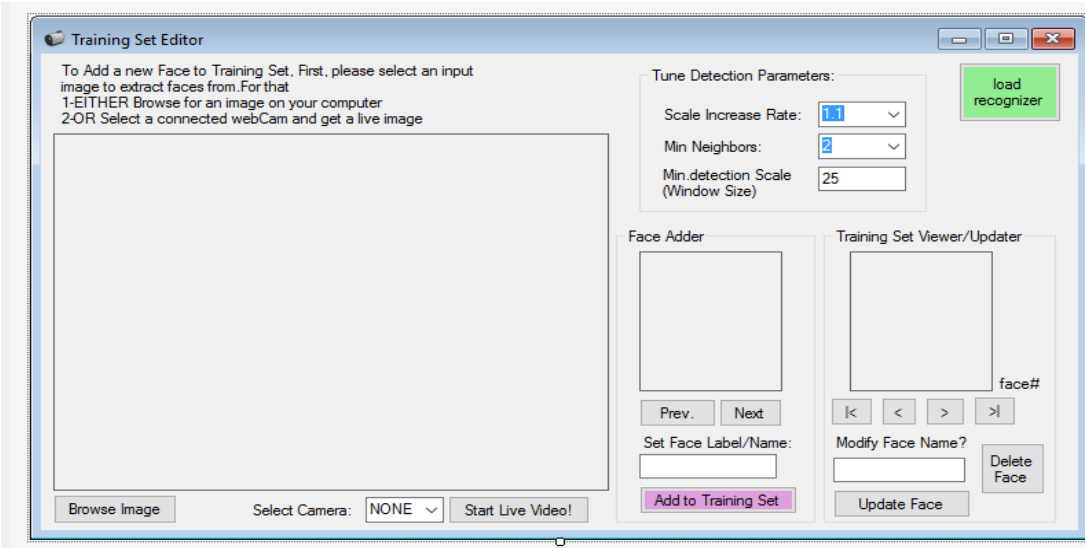 Training Set Editor
To Add a new Face to Training Set, First, please select an input
image to extract faces from.For that
1-EITHER Browse for an image on your computer
2-OR Select a connected webCam and get a live image
Tune Detection Parameters:
Scale Increase Rate: 1.1
Min Neighbors: 2
Min.detection Scale
(Window Size)
25
load
recognizer
Face Adder
Prev. Next
Set Face Label/Name:
Add to Training Set
Training Set Viewer/Updater
face#
|< < > >|
Modify Face Name?
Delete
Face
Update Face
Browse Image
Select Camera: NONE
Start Live Video!